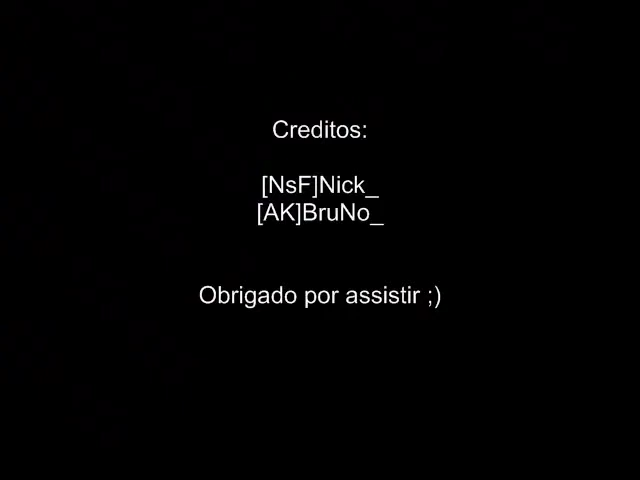 Creditos:
[NsF]Nick_
[AK]BruNo_
Obrigado por assistir ;)